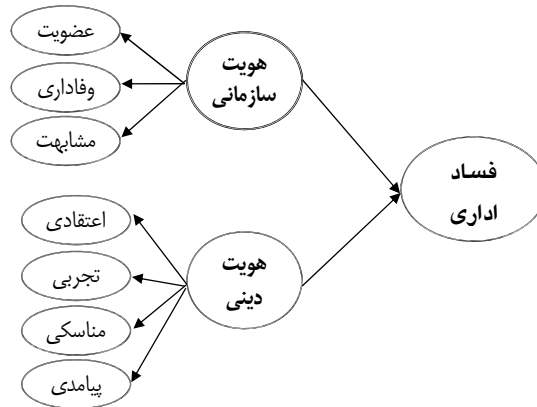 عضویت
وفاداری
مشابهت
هویت
سازمانی
فساد
اداری
اعتقادی
تجربی
مناسکی
پیامدی
هویت
دینی